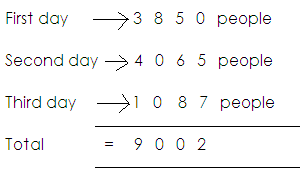 First day → 3 8 5 0 people
Second day → 4 0 6 5 people
Third day → 1 0 8 7 people
Total = 9 0 0 2